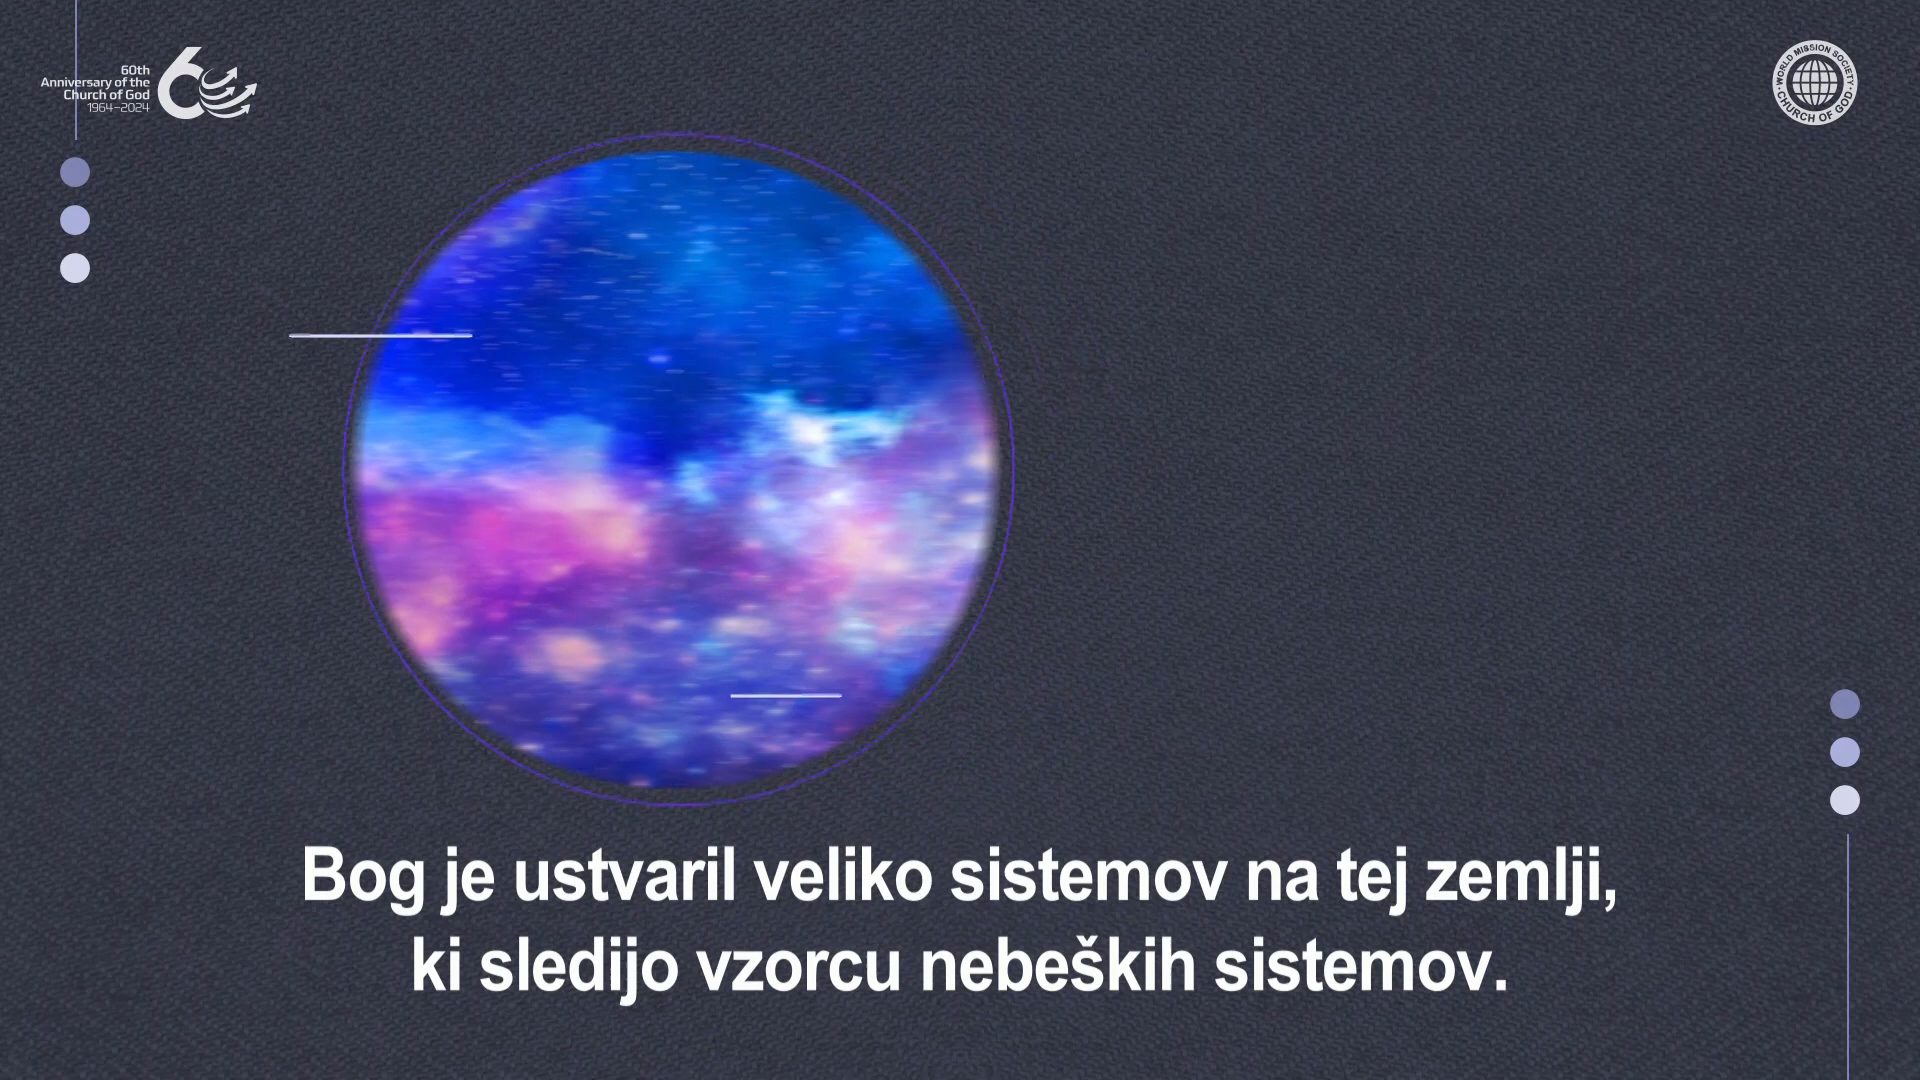 60th
Anniversary of the
Church of God
1964–2024
WORLD MISSION SOCIETY
CHURCH OF GOD
Bog je ustvaril veliko sistemov na tej zemlji,
ki sledijo vzorcu nebeških sistemov.